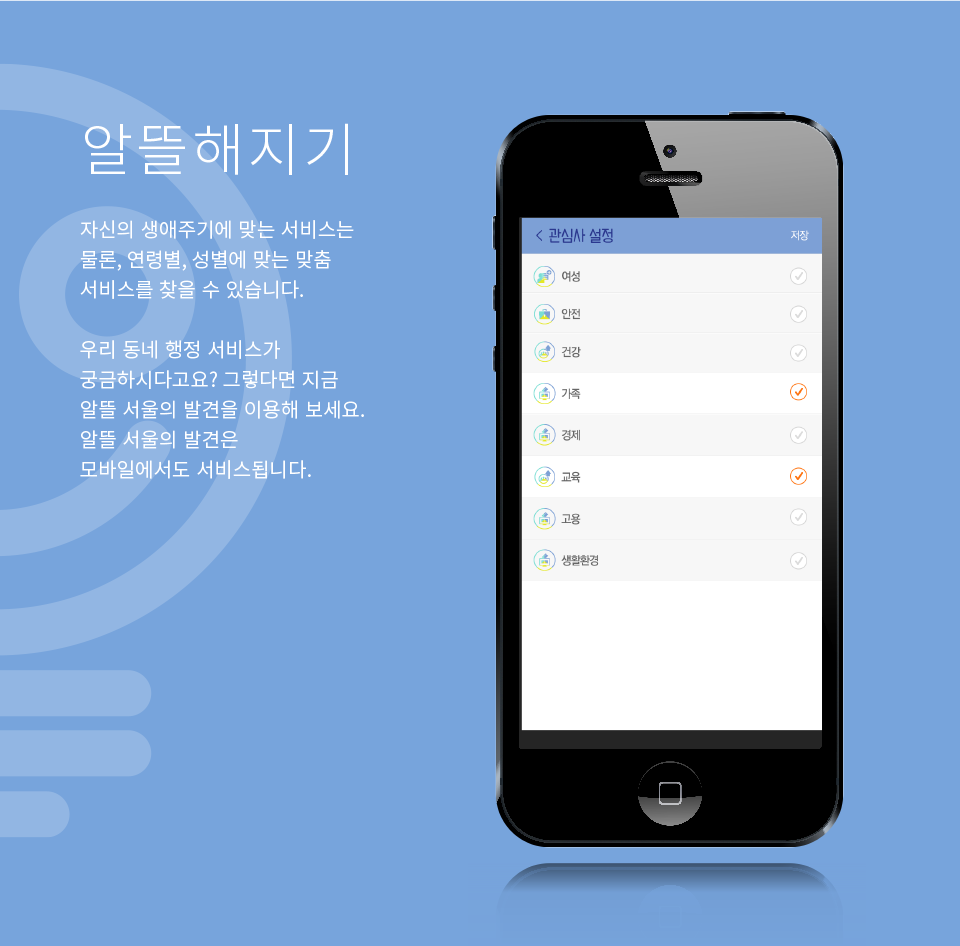 알뜰해지기
자신의 생애주기에 맞는 서비스는
물론, 연령별, 성별에 맞는 맞춤
서비스를 찾을 수 있습니다.
우리 동네 행정 서비스가
궁금하시다고요? 그렇다면 지금
알뜰 서울의 발견을 이용해 보세요.
알뜰 서울의 발견은
모바일에서도 서비스됩니다.
관심사 설정 저장
여성
안전
건강
가족
경제
교육
고용
생활환경